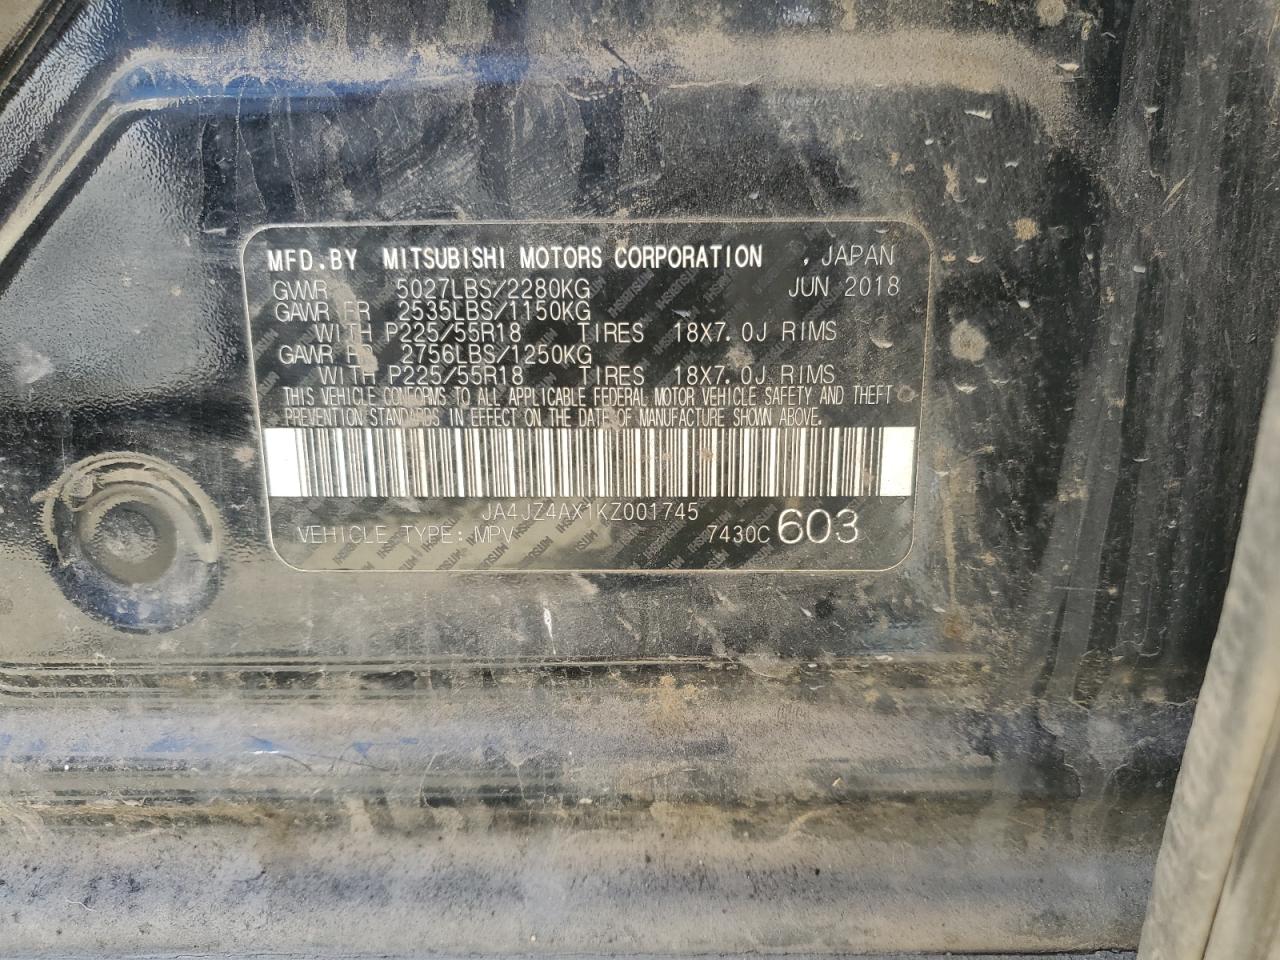 MFD.BY MITSUBISHI MOTORS CORPORATION , JAPAN
GVWR 5027LBS/2280KG JUN 2018
GAWR FR 2535LBS/1150KG
WITH P225/55R18 TIRES 18X7.0J RIMS
GAWR 2756LBS/1250KG
WITH P225/55R18 TIRES 18X7.0J RIMS
THIS VEHICLE CONFORMS TO ALL APPLICABLE FEDERAL MOTOR VEHICLE SAFETY AND THEFT
PREVENTION STANDARDS IN EFFECT ON THE DATE OF MANUFACTURE SHOWN ABOVE.
JA4JZ4AX1KZ001745
VEHICLE TYPE: MPV 7430C 603